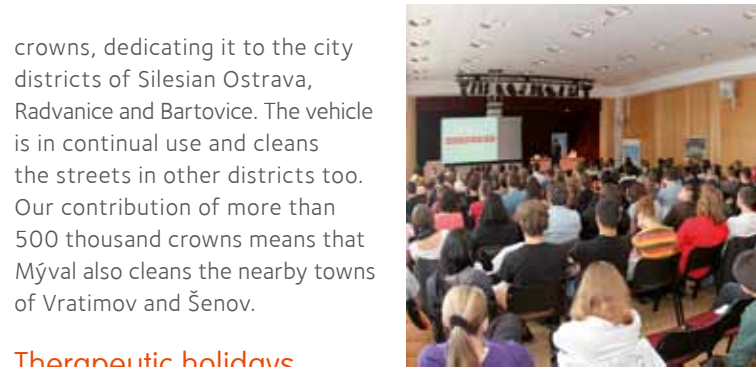 crowns, dedicating it to the city
districts of Silesian Ostrava,
Radvanice and Bartovice. The vehicle
is in continual use and cleans
the streets in other districts too.
Our contribution of more than
500 thousand crowns means that
Mýval also cleans the nearby towns
of Vratimov and Šenov.
Therapeutic holidays